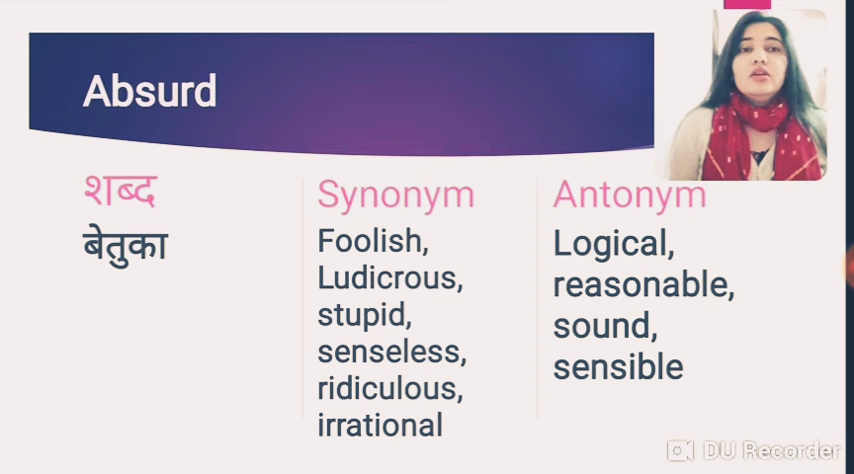 Absurd
शब्द
बेतुका
Synonym
Foolish,
Ludicrous,
stupid,
senseless,
ridiculous,
irrational
Antonym
Logical,
reasonable,
sound,
sensible
DU Recorder